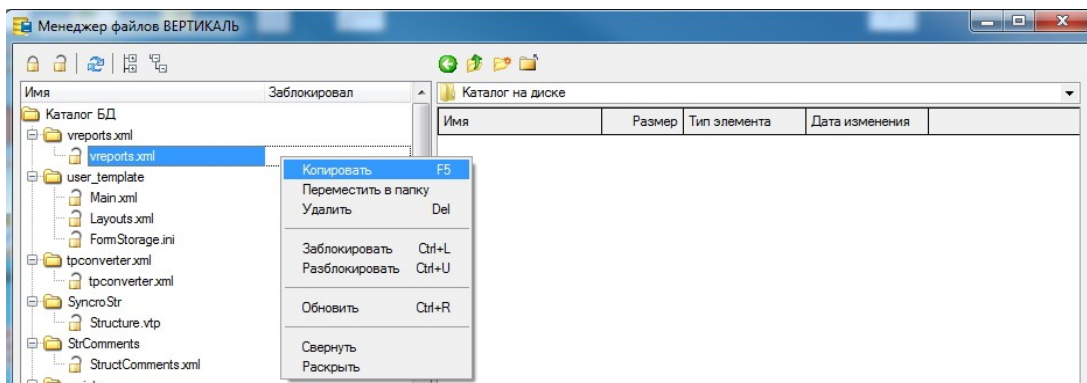 Менеджер файлов ВЕРТИКАЛЬ
Имя Заблокировал
Каталог БД
vreports.xml
vreports.xml
user_template
Main.xml
Layouts.xml
FormStorage.ini
tpconverter.xml
tpconverter.xml
SyncroStr
Structure.vtp
StrComments
StructComments.xml
Копировать F5
Переместить в папку
Удалить Del
Заблокировать Ctrl+L
Разблокировать Ctrl+U
Обновить Ctrl+R
Свернуть
Раскрыть
Каталог на диске
Имя Размер Тип элемента Дата изменения